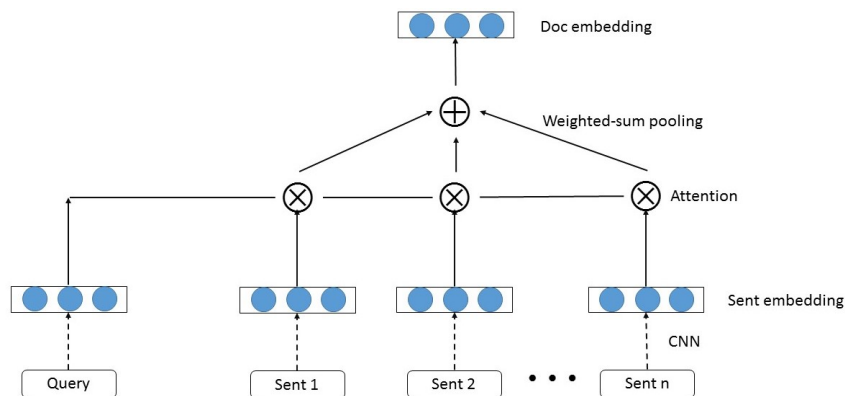 Doc embedding
Weighted-sum pooling
Attention
Sent embedding
CNN
Query
Sent 1
Sent 2
Sent n